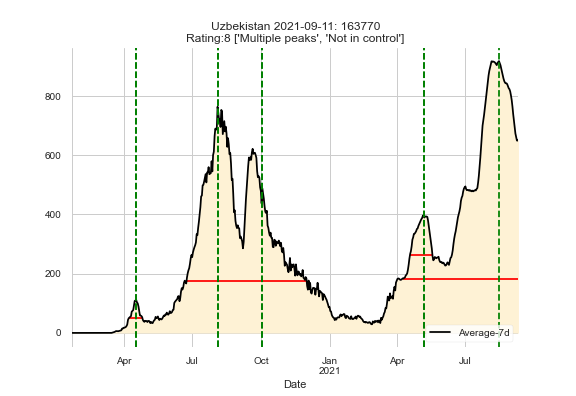 Uzbekistan 2021-09-11: 163770
Rating:8 ['Multiple peaks', 'Not in control']
800
600
400
200
0
Average-7d
Apr Jul Oct Jan Apr Jul
2021
Date